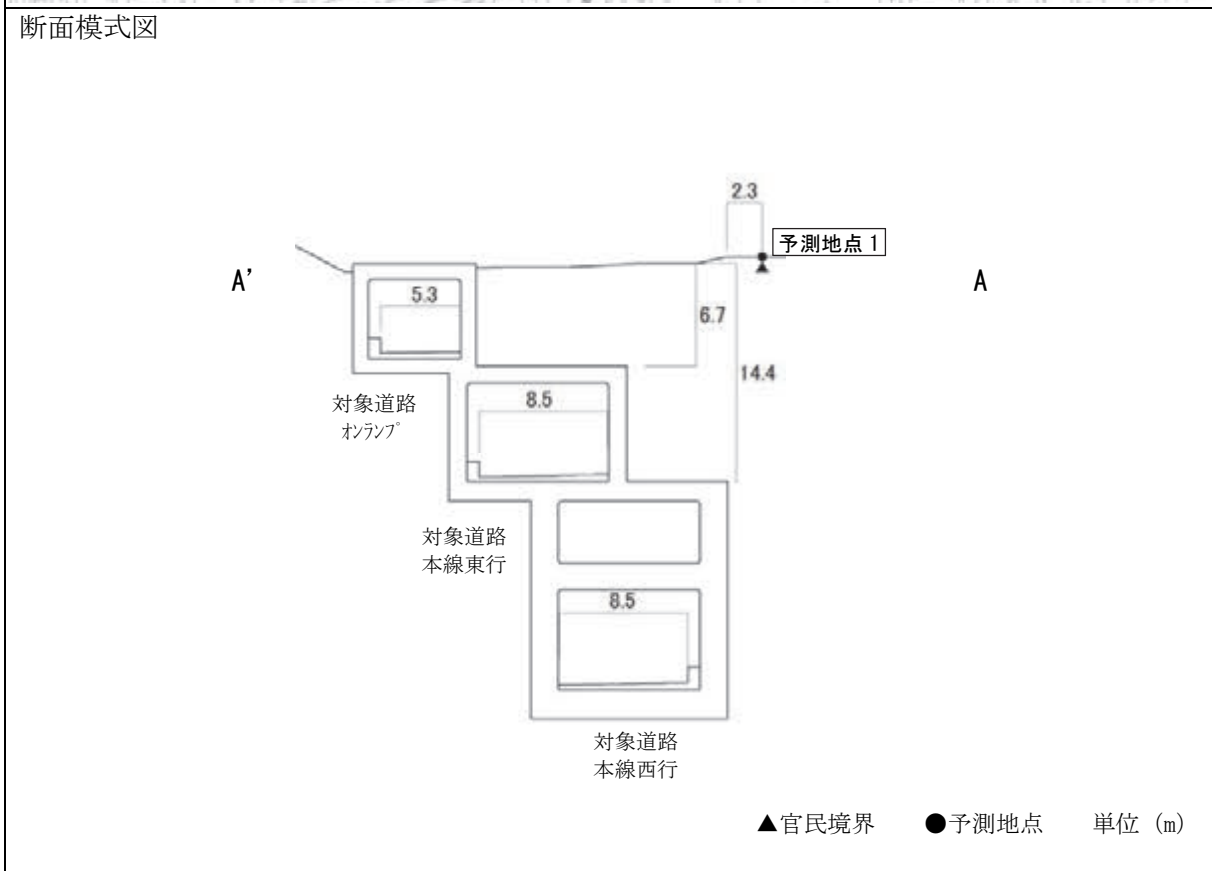 断面模式図
2.3
予測地点 1
A'
A
5.3
6.7
14.4
対象道路
オンランプ
8.5
対象道路
本線東行
8.5
対象道路
本線西行
▲官民境界 ●予測地点 単位 (m)